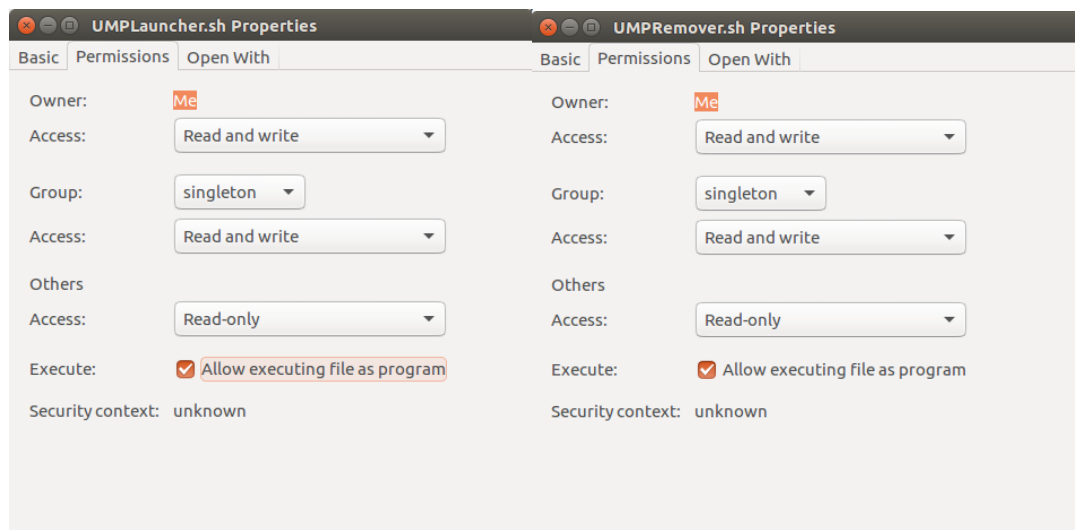 UMPLauncher.sh Properties
Basic Permissions Open With
Owner: Me
Access: Read and write
Group: singleton
Access: Read and write
Others
Access: Read-only
Execute: Allow executing file as program
Security context: unknown
UMPRemover.sh Properties
Basic Permissions Open With
Owner: Me
Access: Read and write
Group: singleton
Access: Read and write
Others
Access: Read-only
Execute: Allow executing file as program
Security context: unknown